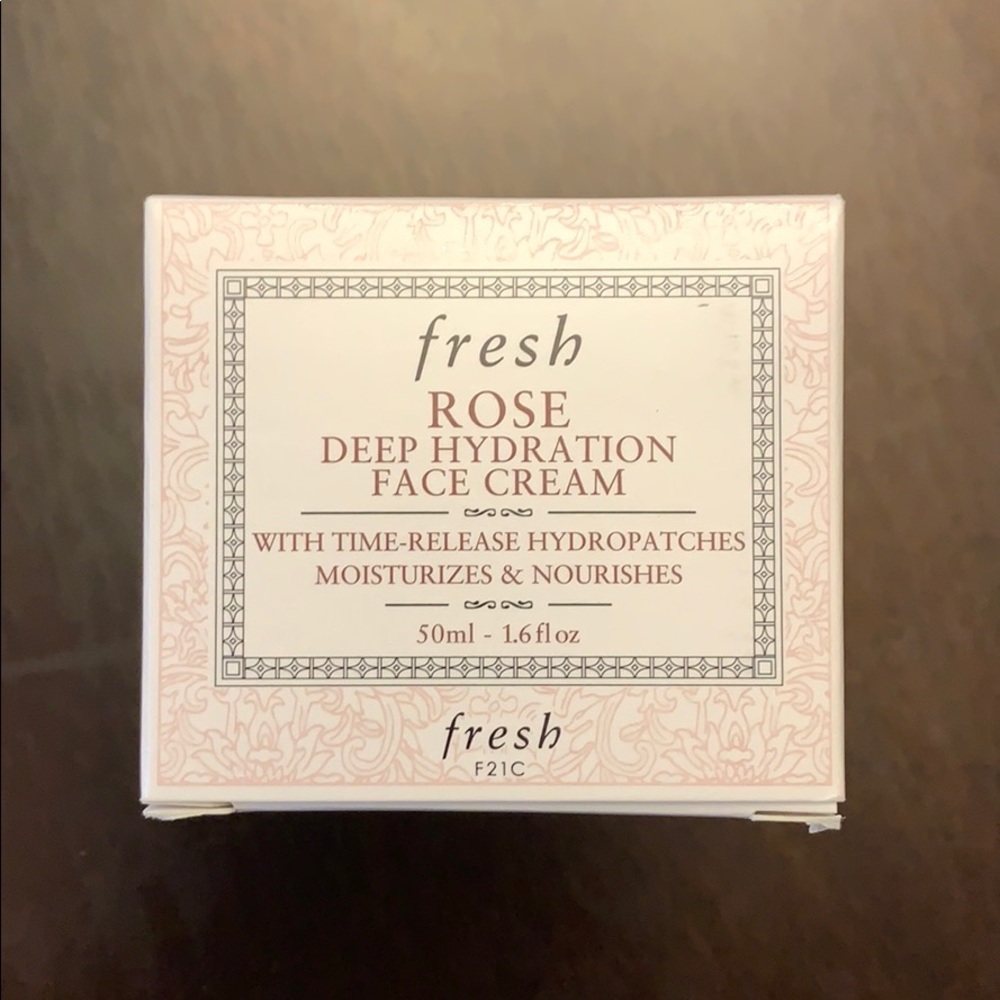 fresh
ROSE
DEEP HYDRATION
FACE CREAM
WITH TIME-RELEASE HYDROPATCHES
MOISTURIZES & NOURISHES
50ml - 1.6 fl oz
fresh
F21C